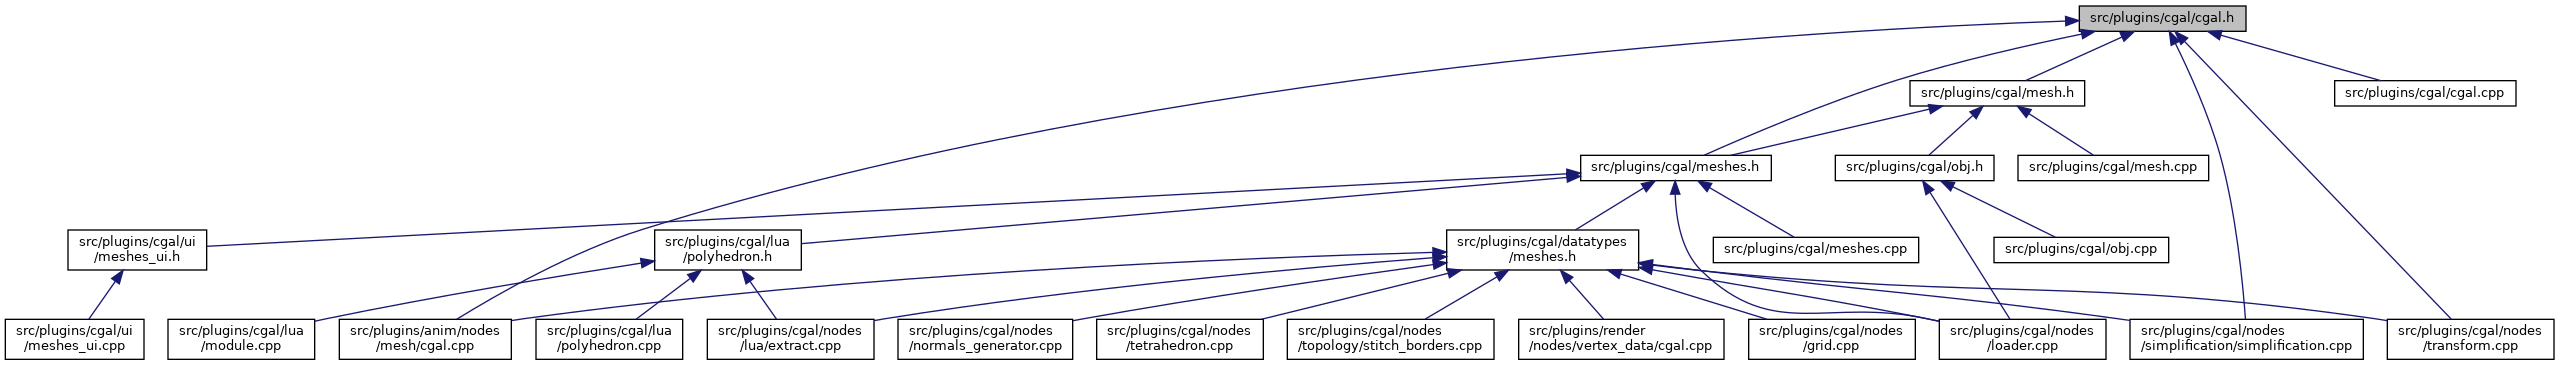 src/plugins/cgal/cgal.h
src/plugins/cgal/mesh.h
src/plugins/cgal/cgal.cpp
src/plugins/cgal/meshes.h
src/plugins/cgal/obj.h
src/plugins/cgal/mesh.cpp
src/plugins/cgal/ui
/meshes_ui.h
src/plugins/cgal/lua
/polyhedron.h
src/plugins/cgal/datatypes
/meshes.h
src/plugins/cgal/meshes.cpp
src/plugins/cgal/obj.cpp
src/plugins/cgal/ui
/meshes_ui.cpp
src/plugins/cgal/lua
/module.cpp
src/plugins/anim/nodes
/mesh/cgal.cpp
src/plugins/cgal/lua
/polyhedron.cpp
src/plugins/cgal/nodes
/lua/extract.cpp
src/plugins/cgal/nodes
/normals_generator.cpp
src/plugins/cgal/nodes
/tetrahedron.cpp
src/plugins/cgal/nodes
/topology/stitch_borders.cpp
src/plugins/render
/nodes/vertex_data/cgal.cpp
src/plugins/cgal/nodes
/grid.cpp
src/plugins/cgal/nodes
/loader.cpp
src/plugins/cgal/nodes
/simplification/simplification.cpp
src/plugins/cgal/nodes
/transform.cpp